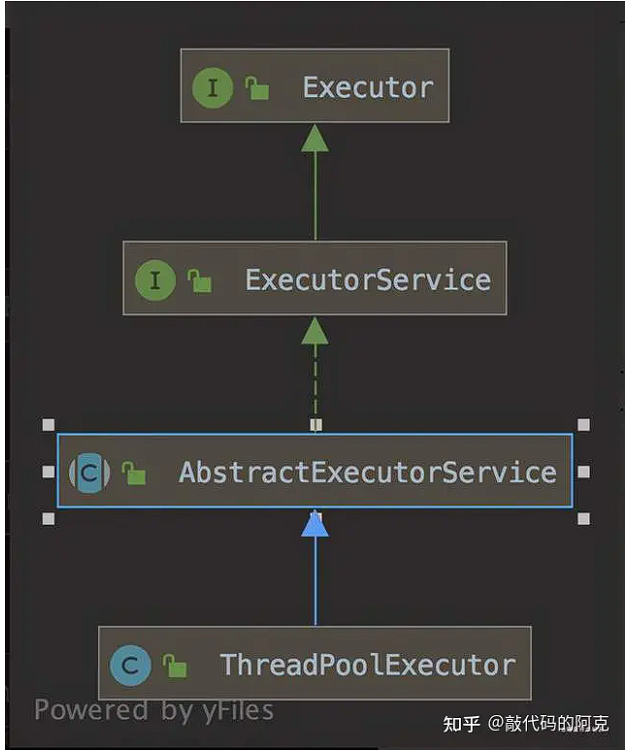 I Executor
I ExecutorService
C AbstractExecutorService
C ThreadPoolExecutor
Powered by yFiles
知乎 @敲代码的阿克